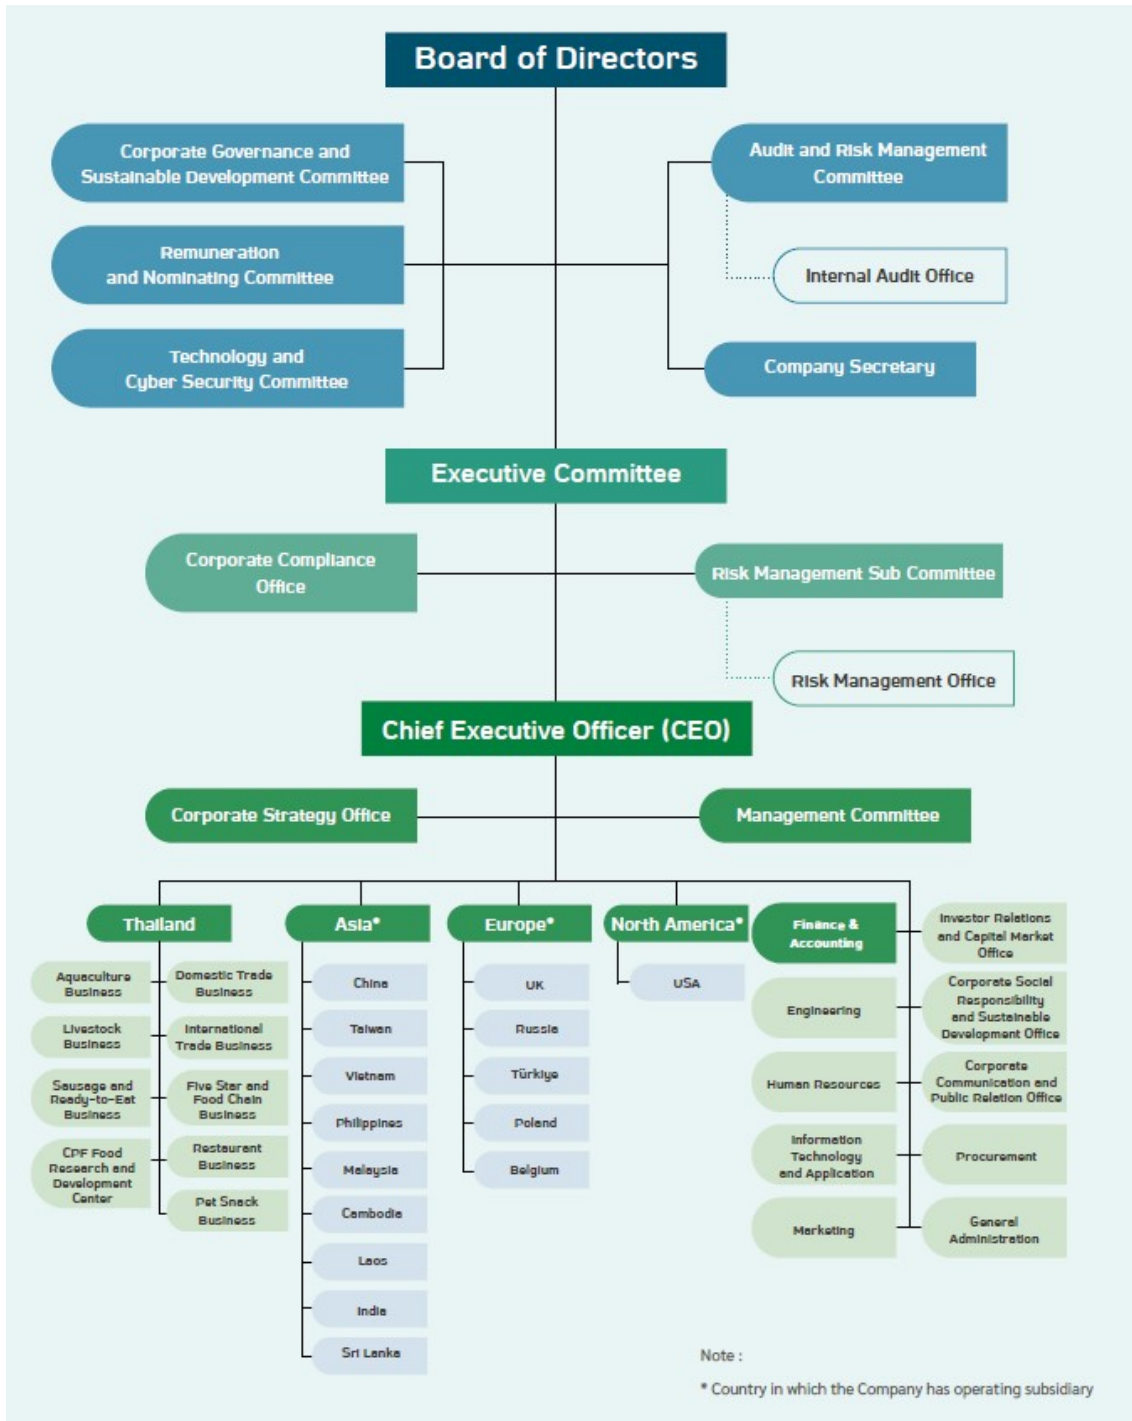 Board of Directors
Corporate Governance and
Sustainable Development Committee
Audit and Risk Management
Committee
Remuneration
and Nominating Committee
Internal Audit Office
Technology and
Cyber Security Committee
Company Secretary
Executive Committee
Corporate Compliance
Office
Risk Management Sub Committee
Risk Management Office
Chief Executive Officer (CEO)
Corporate Strategy Office
Management Committee
Thailand
Aquaculture
Business
Domestic Trade
Business
Livestock
Business
International
Trade Business
Sausage and
Ready-to-Eat
Business
Five Star and
Food Chain
Business
CPF Food
Research and
Development
Center
Restaurant
Business
Pet Snack
Business
Asia*
China
Taiwan
Vietnam
Philippines
Malaysia
Cambodia
Laos
India
Sri Lanka
Europe*
UK
Russia
Türkiye
Poland
Belgium
North America*
USA
Finance &
Accounting
Investor Relations
and Capital Market
Office
Engineering
Corporate Social
Responsibility
and Sustainable
Development Office
Human Resources
Corporate
Communication and
Public Relation Office
Information
Technology
and Application
Procurement
Marketing
General
Administration
Note :
* Country in which the Company has operating subsidiary